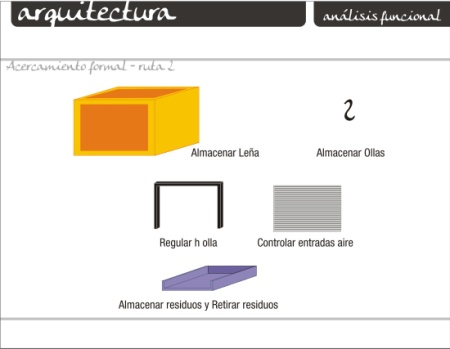 arquitectura
análisis funcional
Acercamiento formal - ruta 2
Almacenar Leña
Almacenar Ollas
Regular h olla
Controlar entradas aire
Almacenar residuos y Retirar residuos